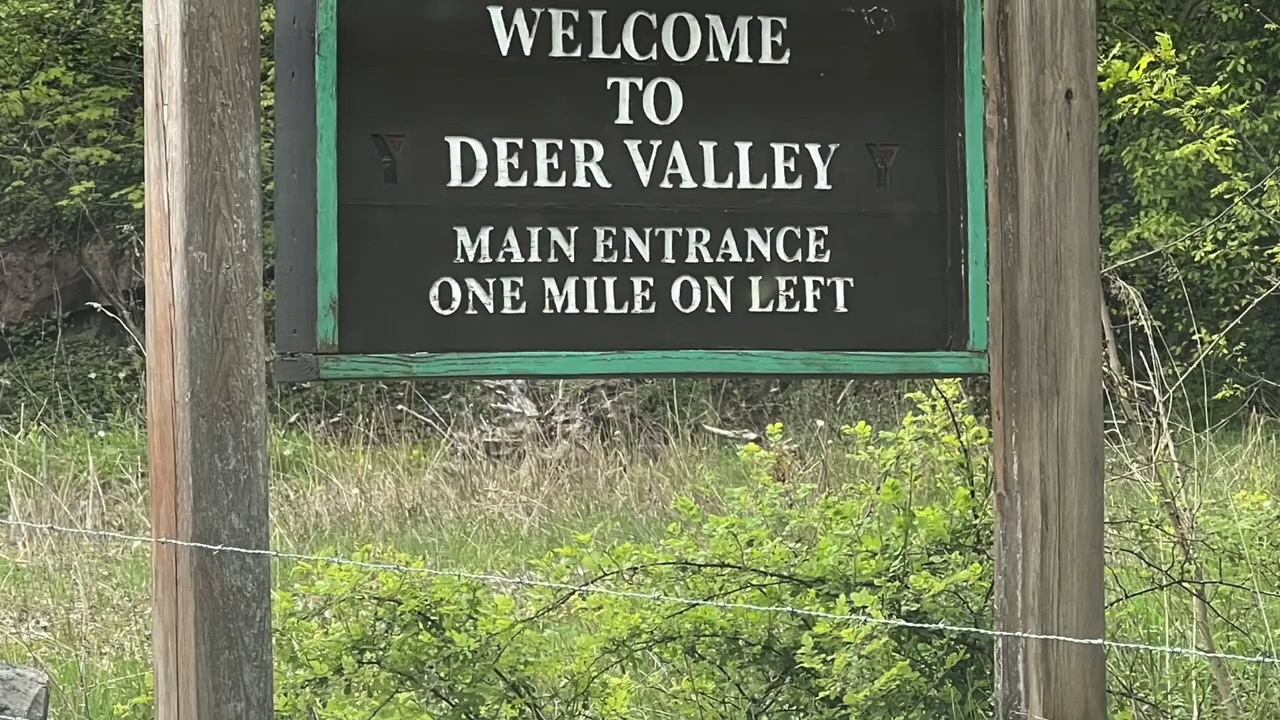 WELCOME
TO
Y DEER VALLEY Y
MAIN ENTRANCE
ONE MILE ON LEFT